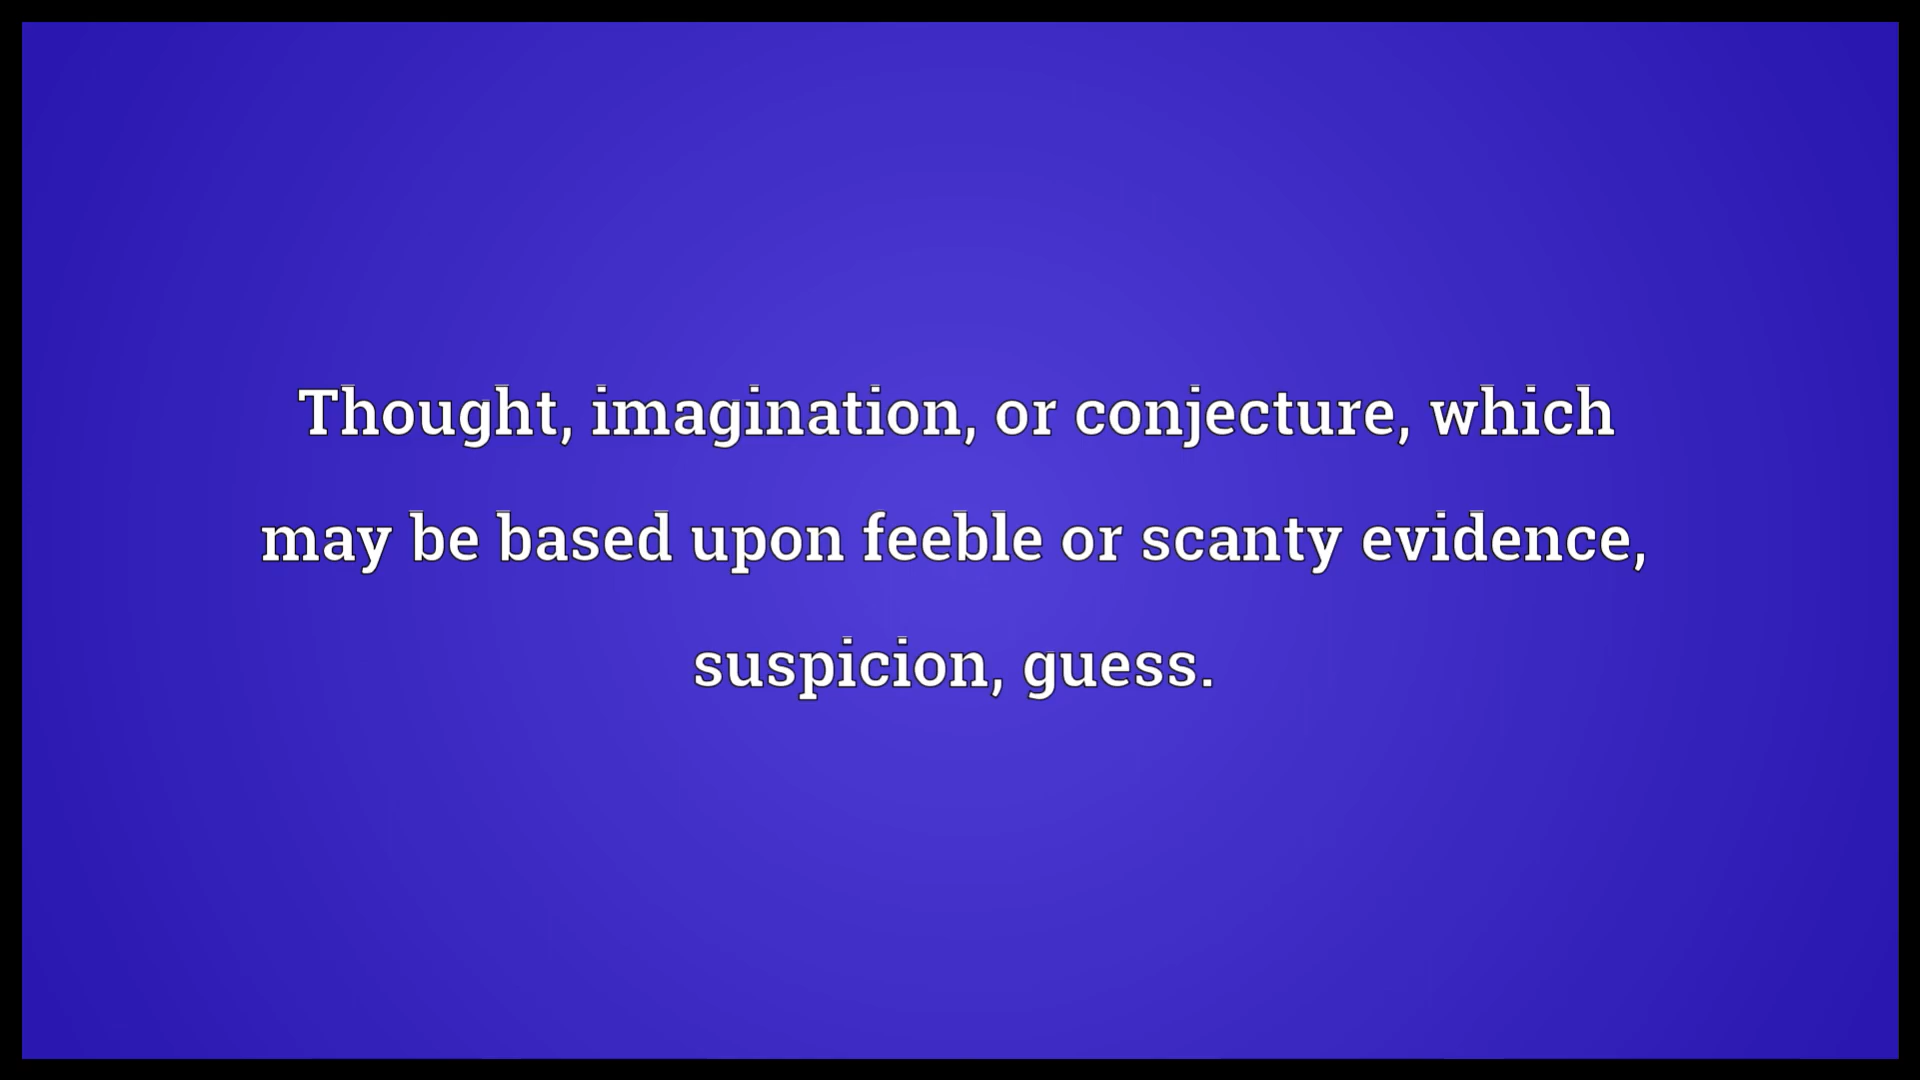 Thought, imagination, or conjecture, which
may be based upon feeble or scanty evidence,
suspicion, guess.